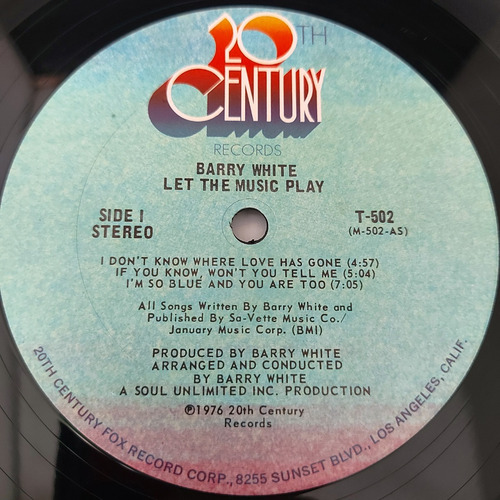 20TH
CENTURY
RECORDS
BARRY WHITE
LET THE MUSIC PLAY
SIDE 1
STEREO
T-502
(M-502-AS)
I DON'T KNOW WHERE LOVE HAS GONE (4:57)
IF YOU KNOW, WON'T YOU TELL ME (5:04)
I'M SO BLUE AND YOU ARE TOO (7:05)
All Songs Written By Barry White and
Published By Sa-Vette Music Co./
January Music Corp. (BMI)
PRODUCED BY BARRY WHITE
ARRANGED AND CONDUCTED
BY BARRY WHITE
A SOUL UNLIMITED INC. PRODUCTION
℗1976 20th Century
Records
20TH CENTURY FOX RECORD CORP., 8255 SUNSET BLVD., LOS ANGELES, CALIF.